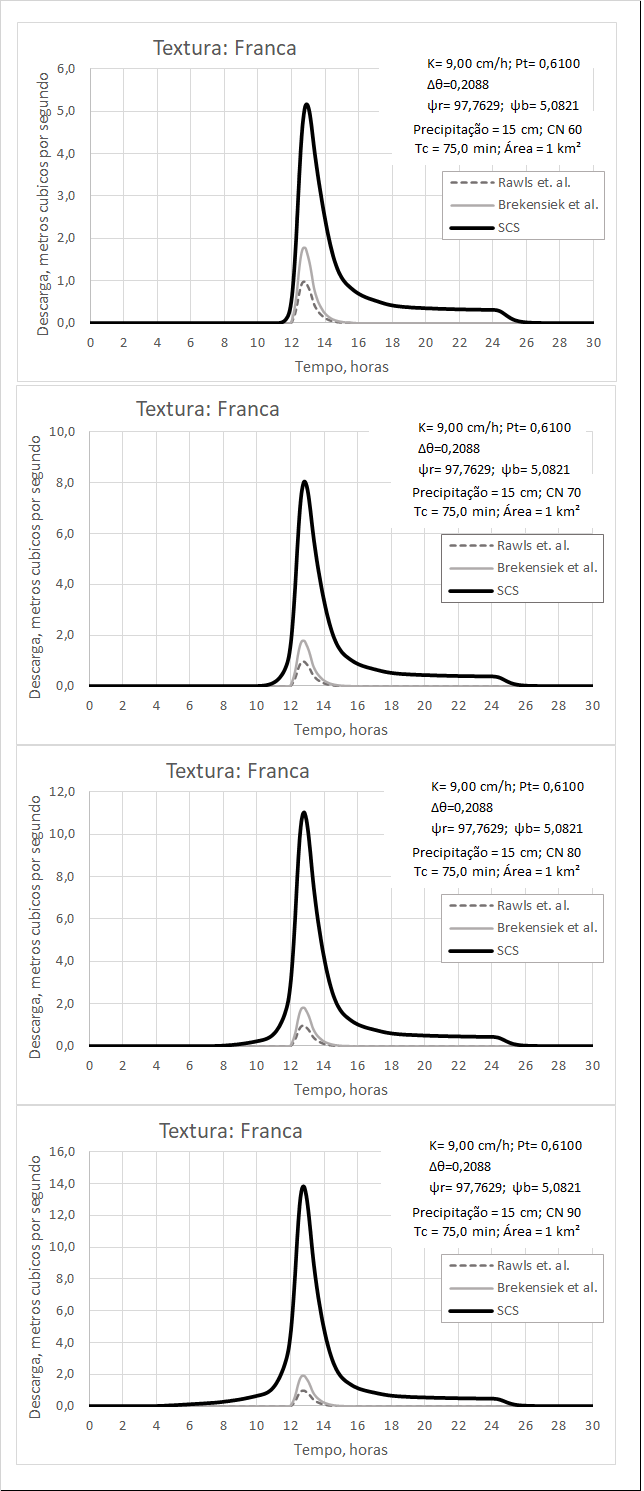 Textura: Franca
K= 9,00 cm/h; Pt= 0,6100
Δθ=0,2088
ψr= 97,7629;  ψb= 5,0821
Precipitação = 15 cm; CN 60
Tc = 75,0 min; Área = 1 km²
Rawls et. al.
Brekensiek et al.
SCS
Descarga, metros cubicos por segundo
6,0
5,0
4,0
3,0
2,0
1,0
0,0
0 2 4 6 8 10 12 14 16 18 20 22 24 26 28 30
Tempo, horas
Textura: Franca
K= 9,00 cm/h; Pt= 0,6100
Δθ=0,2088
ψr= 97,7629;  ψb= 5,0821
Precipitação = 15 cm; CN 70
Tc = 75,0 min; Área = 1 km²
Rawls et. al.
Brekensiek et al.
SCS
Descarga, metros cubicos por segundo
10,0
8,0
6,0
4,0
2,0
0,0
0 2 4 6 8 10 12 14 16 18 20 22 24 26 28 30
Tempo, horas
Textura: Franca
K= 9,00 cm/h; Pt= 0,6100
Δθ=0,2088
ψr= 97,7629;  ψb= 5,0821
Precipitação = 15 cm; CN 80
Tc = 75,0 min; Área = 1 km²
Rawls et. al.
Brekensiek et al.
SCS
Descarga, metros cubicos por segundo
12,0
10,0
8,0
6,0
4,0
2,0
0,0
0 2 4 6 8 10 12 14 16 18 20 22 24 26 28 30
Tempo, horas
Textura: Franca
K= 9,00 cm/h; Pt= 0,6100
Δθ=0,2088
ψr= 97,7629;  ψb= 5,0821
Precipitação = 15 cm; CN 90
Tc = 75,0 min; Área = 1 km²
Rawls et. al.
Brekensiek et al.
SCS
Descarga, metros cubicos por segundo
16,0
14,0
12,0
10,0
8,0
6,0
4,0
2,0
0,0
0 2 4 6 8 10 12 14 16 18 20 22 24 26 28 30
Tempo, horas